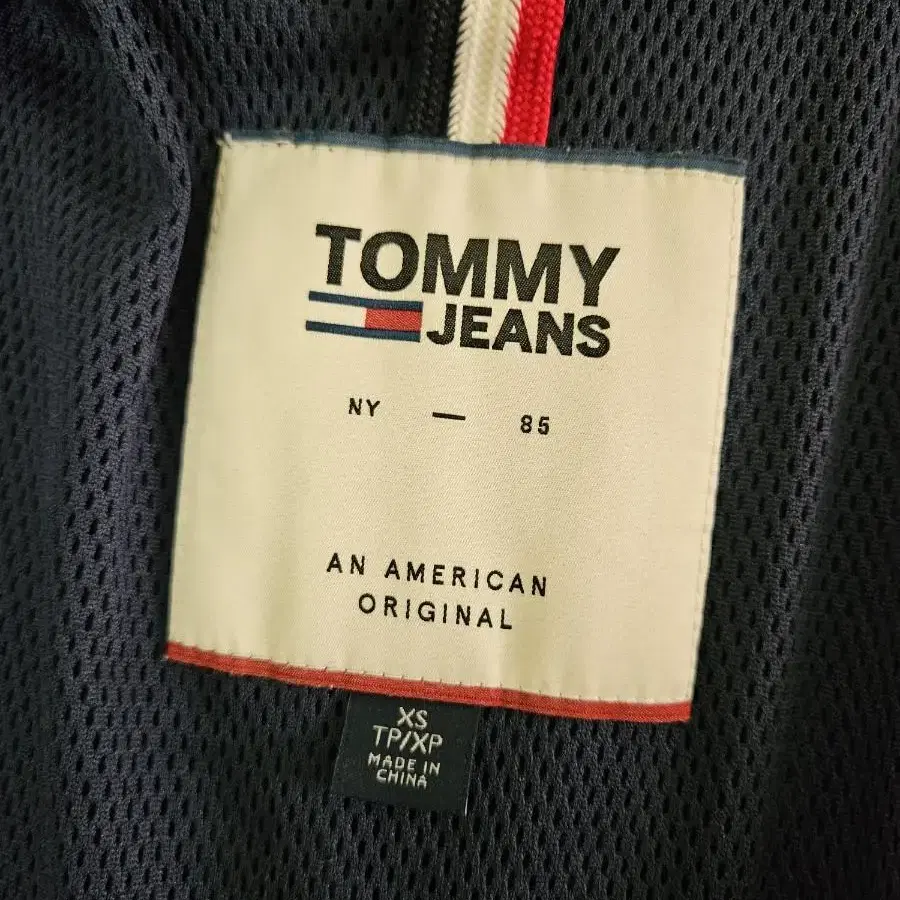 TOMMY
JEANS
NY — 85
AN AMERICAN
ORIGINAL
XS
TP/XP
MADE IN
CHINA